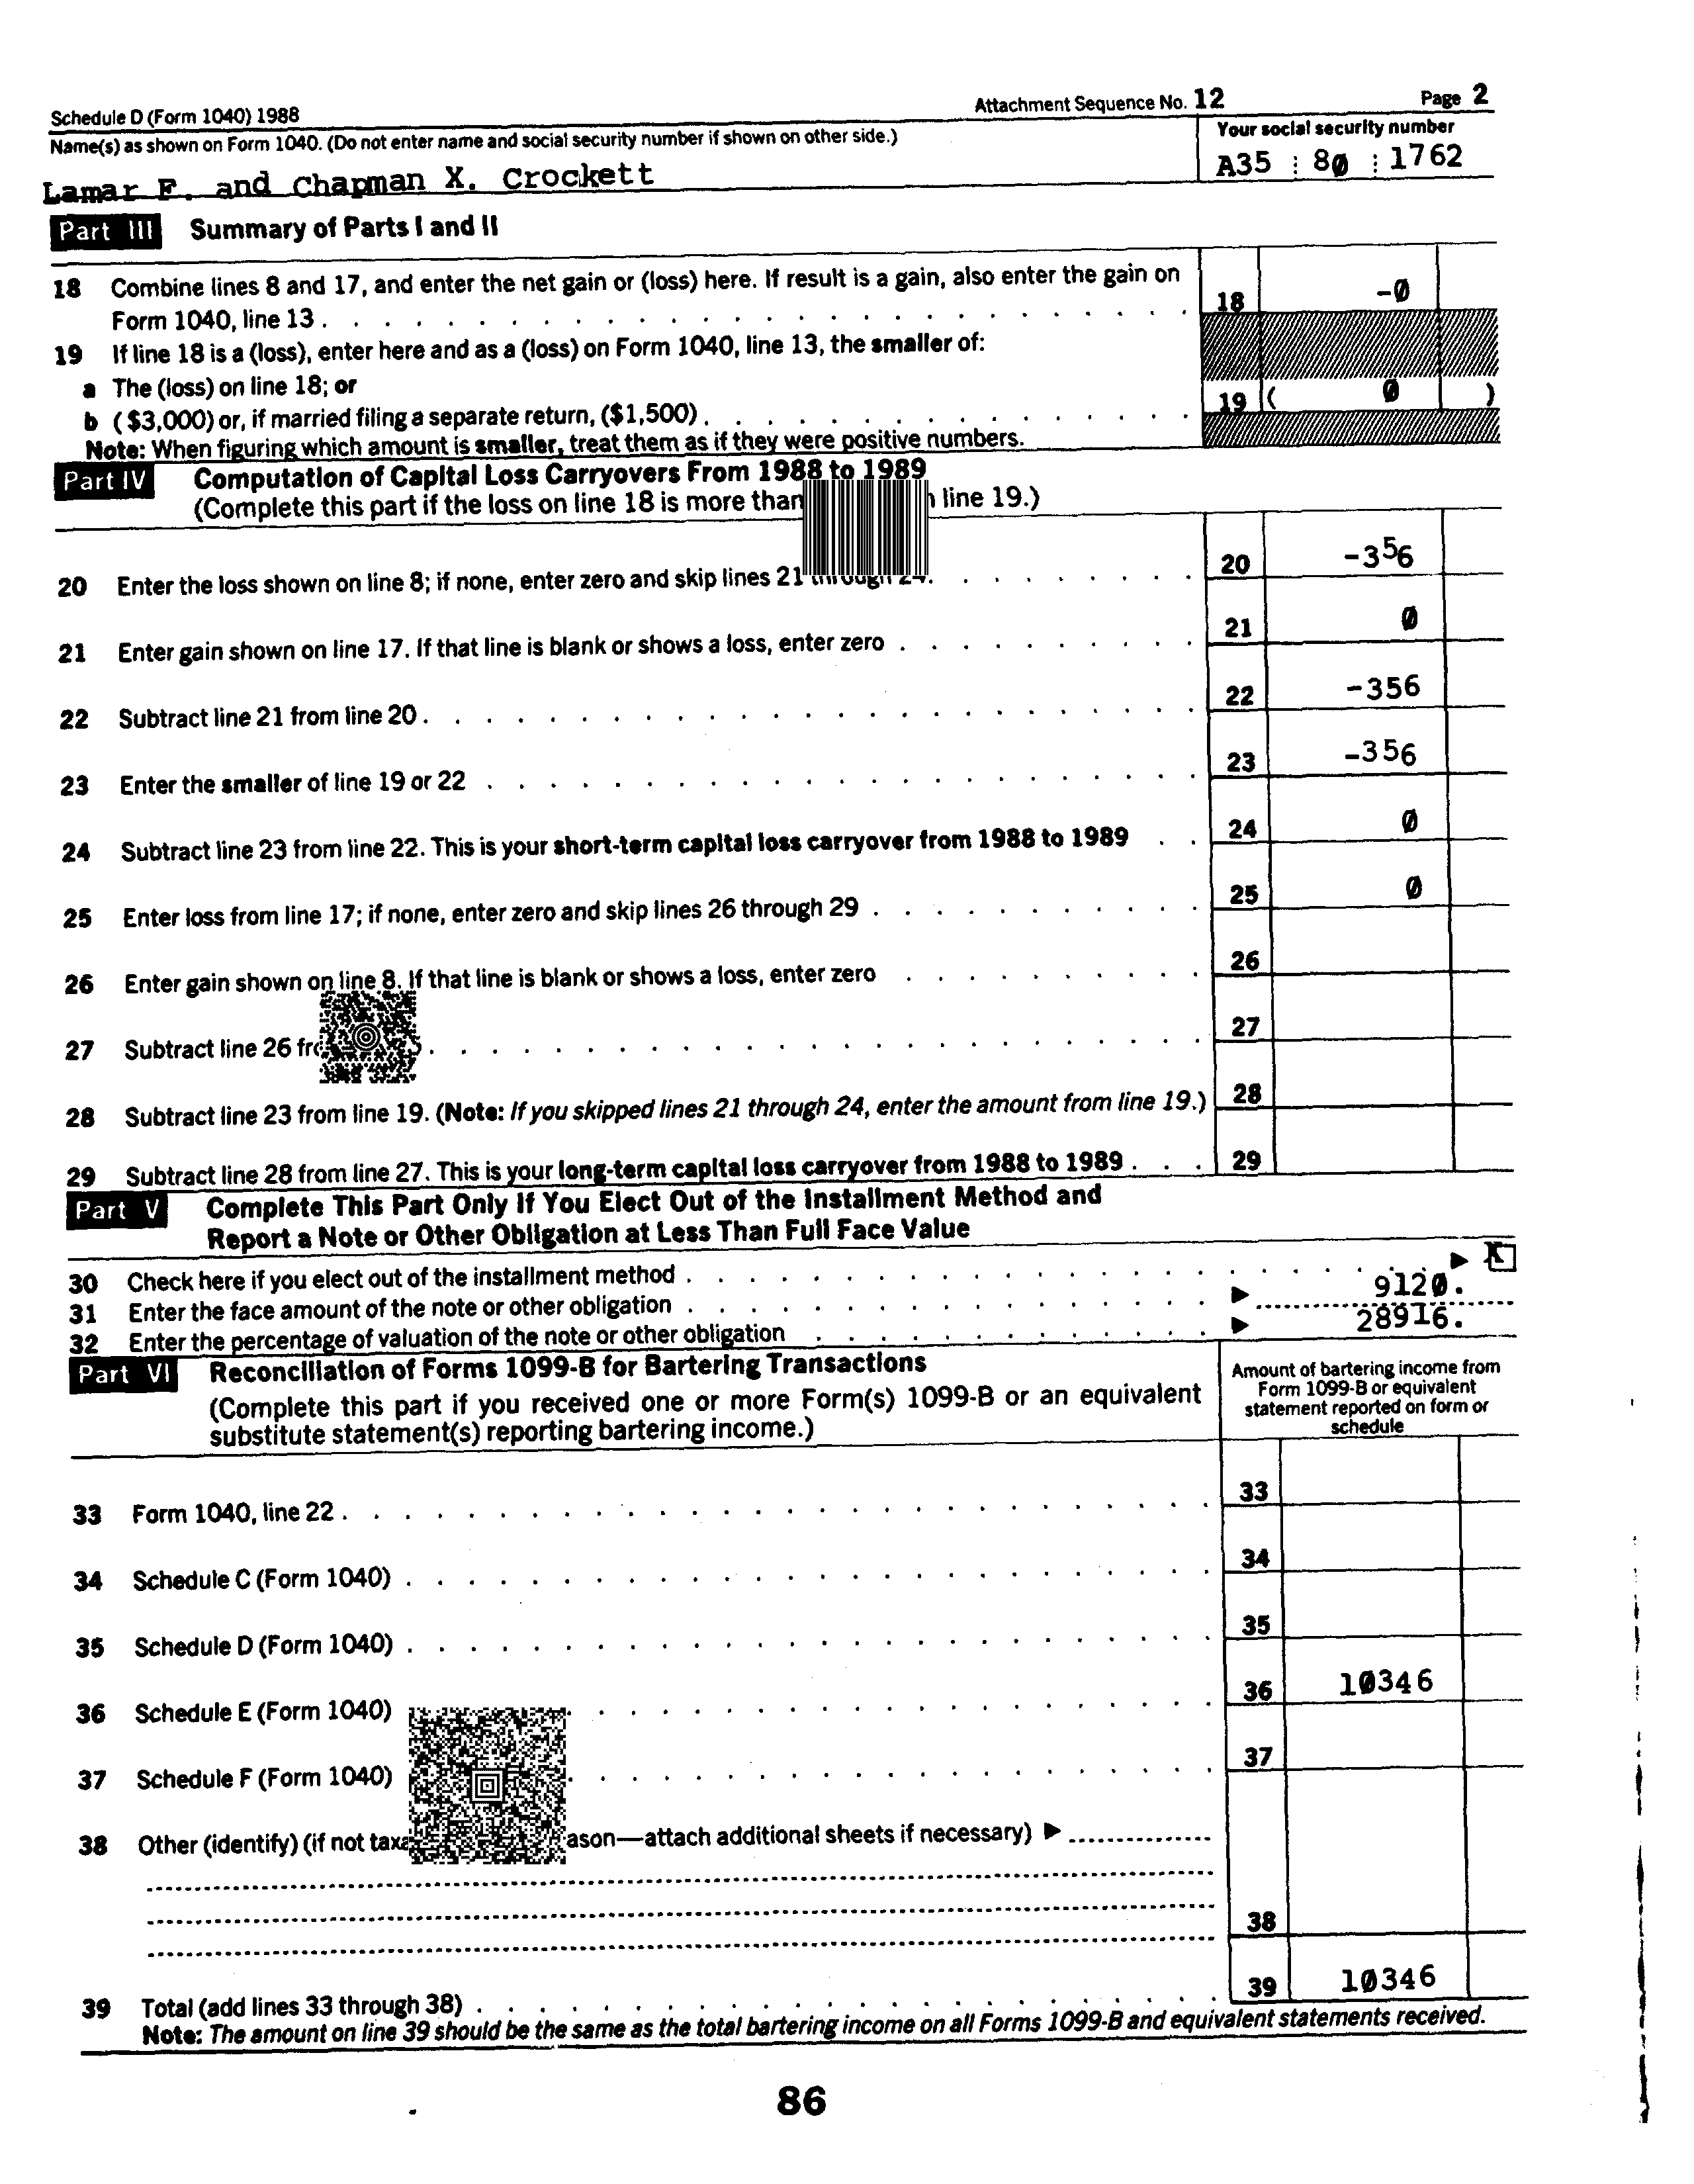 Schedule D (Form 1040) 1988 Attachment Sequence No. 12 Page 2
Name(s) as shown on Form 1040. (Do not enter name and social security number if shown on other side.) Your social security number
Lamar F. and Chapman X. Crockett A35 80 1762
Part III Summary of Parts I and II
18 Combine lines 8 and 17, and enter the net gain or (loss) here. If result is a gain, also enter the gain on
Form 1040, line 13 . . . 18 -0
19 If line 18 is a (loss), enter here and as a (loss) on Form 1040, line 13, the smaller of:
a The (loss) on line 18; or
b ($3,000) or, if married filing a separate return, ($1,500) . . . 19 ( 0 )
Note: When figuring which amount is smaller, treat them as if they were positive numbers.
Part IV Computation of Capital Loss Carryovers From 1988 to 1989
(Complete this part if the loss on line 18 is more than line 19.)
20 Enter the loss shown on line 8; if none, enter zero and skip lines 21 through 24. . . . 20 -356
21 Enter gain shown on line 17. If that line is blank or shows a loss, enter zero . . . 21 0
22 Subtract line 21 from line 20 . . . 22 -356
23 Enter the smaller of line 19 or 22 . . . 23 -356
24 Subtract line 23 from line 22. This is your short-term capital loss carryover from 1988 to 1989 . . 24 0
25 Enter loss from line 17; if none, enter zero and skip lines 26 through 29 . . . 25 0
26 Enter gain shown on line 8. If that line is blank or shows a loss, enter zero . . . 26
27 Subtract line 26 . . . 27
28 Subtract line 23 from line 19. (Note: If you skipped lines 21 through 24, enter the amount from line 19.) 28
29 Subtract line 28 from line 27. This is your long-term capital loss carryover from 1988 to 1989 . . . 29
Part V Complete This Part Only If You Elect Out of the Installment Method and
Report a Note or Other Obligation at Less Than Full Face Value
30 Check here if you elect out of the installment method . . . ▶ X
31 Enter the face amount of the note or other obligation . . . ▶ 9120.
32 Enter the percentage of valuation of the note or other obligation . . . ▶ 28916.
Part VI Reconciliation of Forms 1099-B for Bartering Transactions
(Complete this part if you received one or more Form(s) 1099-B or an equivalent
substitute statement(s) reporting bartering income.)
Amount of bartering income from
Form 1099-B or equivalent
statement reported on form or
schedule
33 Form 1040, line 22 . . . 33
34 Schedule C (Form 1040) . . . 34
35 Schedule D (Form 1040) . . . 35
36 Schedule E (Form 1040) . . . 36 10346
37 Schedule F (Form 1040) . . . 37
38 Other (identify) (if not attach additional sheets if necessary) ▶
38
39 Total (add lines 33 through 38) . . . 39 10346
Note: The amount on line 39 should be the same as the total bartering income on all Forms 1099-B and equivalent statements received.
86